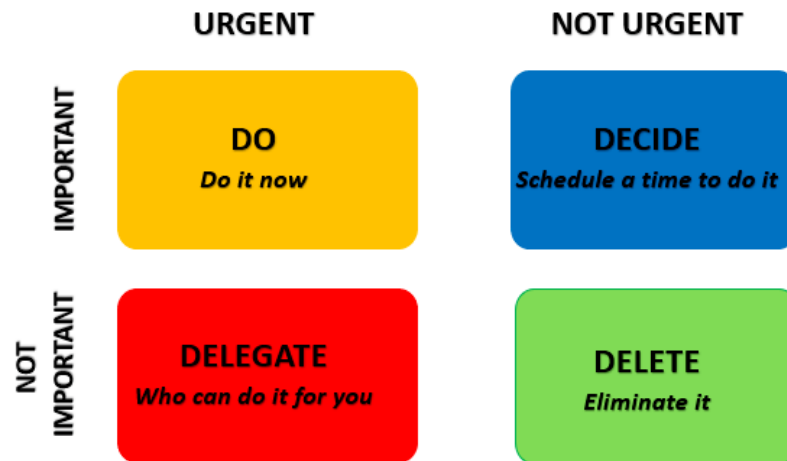 URGENT
NOT URGENT
IMPORTANT
DO
Do it now
DECIDE
Schedule a time to do it
NOT
IMPORTANT
DELEGATE
Who can do it for you
DELETE
Eliminate it